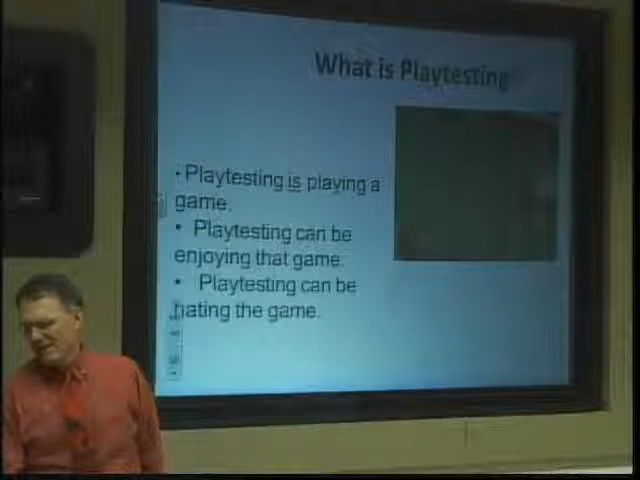 What is Playtesting
• Playtesting is playing a
game.
• Playtesting can be
enjoying that game.
• Playtesting can be
hating the game.